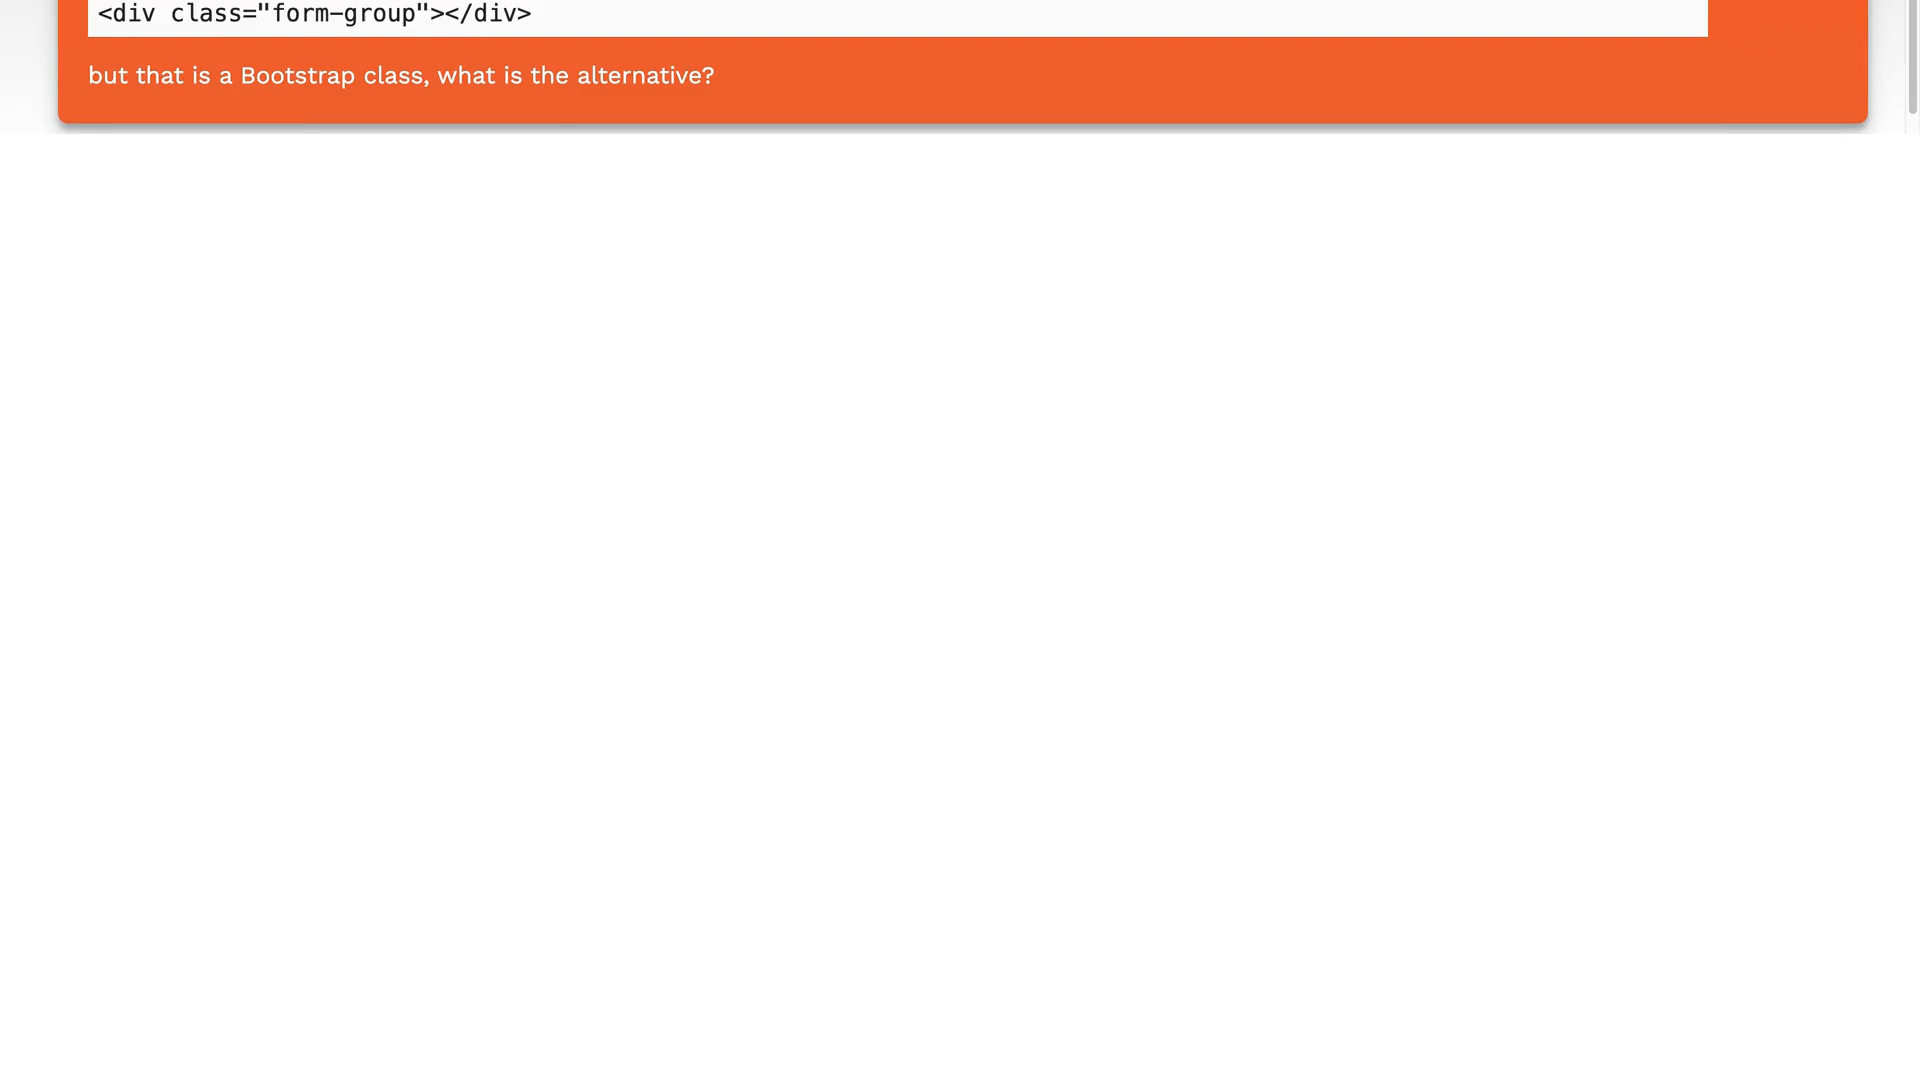 <div class="form-group"></div>
but that is a Bootstrap class, what is the alternative?